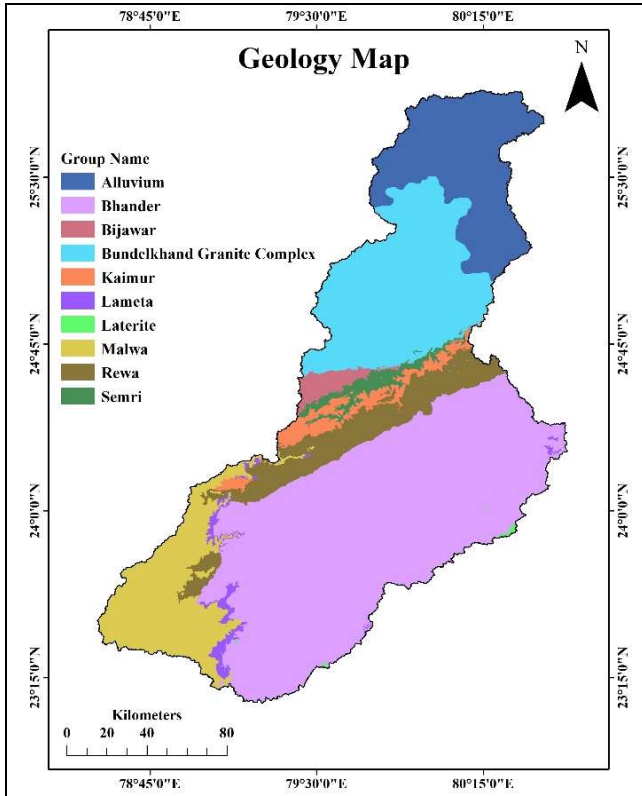 78°45'0"E 79°30'0"E 80°15'0"E
Geology Map
N
Group Name
Alluvium
Bhander
Bijawar
Bundelkhand Granite Complex
Kaimur
Lameta
Laterite
Malwa
Rewa
Semri
25°30'0"N 25°30'0"N
24°45'0"N 24°45'0"N
24°0'0"N 24°0'0"N
23°15'0"N 23°15'0"N
Kilometers
0 20 40 60 80
78°45'0"E 79°30'0"E 80°15'0"E